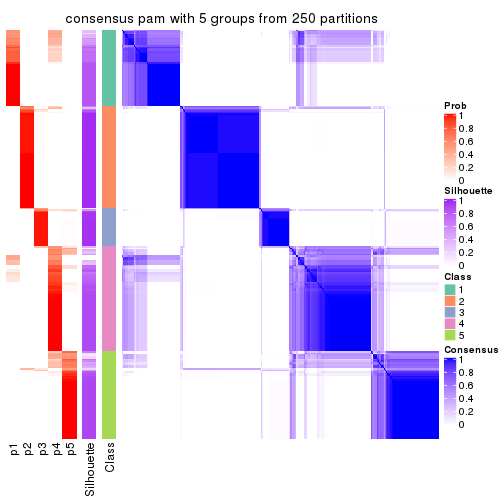 consensus pam with 5 groups from 250 partitions
Prob
1
0.8
0.6
0.4
0.2
0
Silhouette
1
0.8
0.6
0.4
0.2
0
Class
1
2
3
4
5
Consensus
1
0.8
0.6
0.4
0.2
0
p1
p2
p3
p4
p5
Silhouette
Class